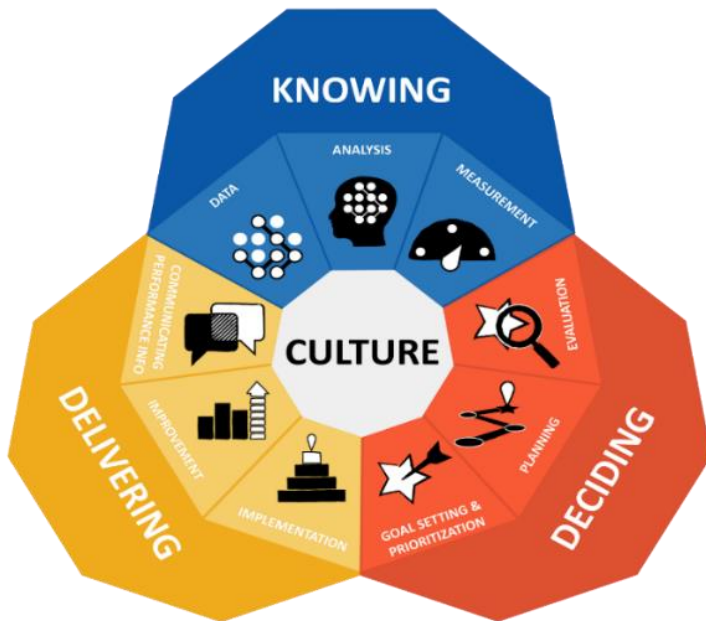 KNOWING
DATA
ANALYSIS
MEASUREMENT
COMMUNICATING
PERFORMANCE INFO
CULTURE
EVALUATION
IMPROVEMENT
PLANNING
IMPLEMENTATION
GOAL SETTING &
PRIORITIZATION
DELIVERING
DECIDING